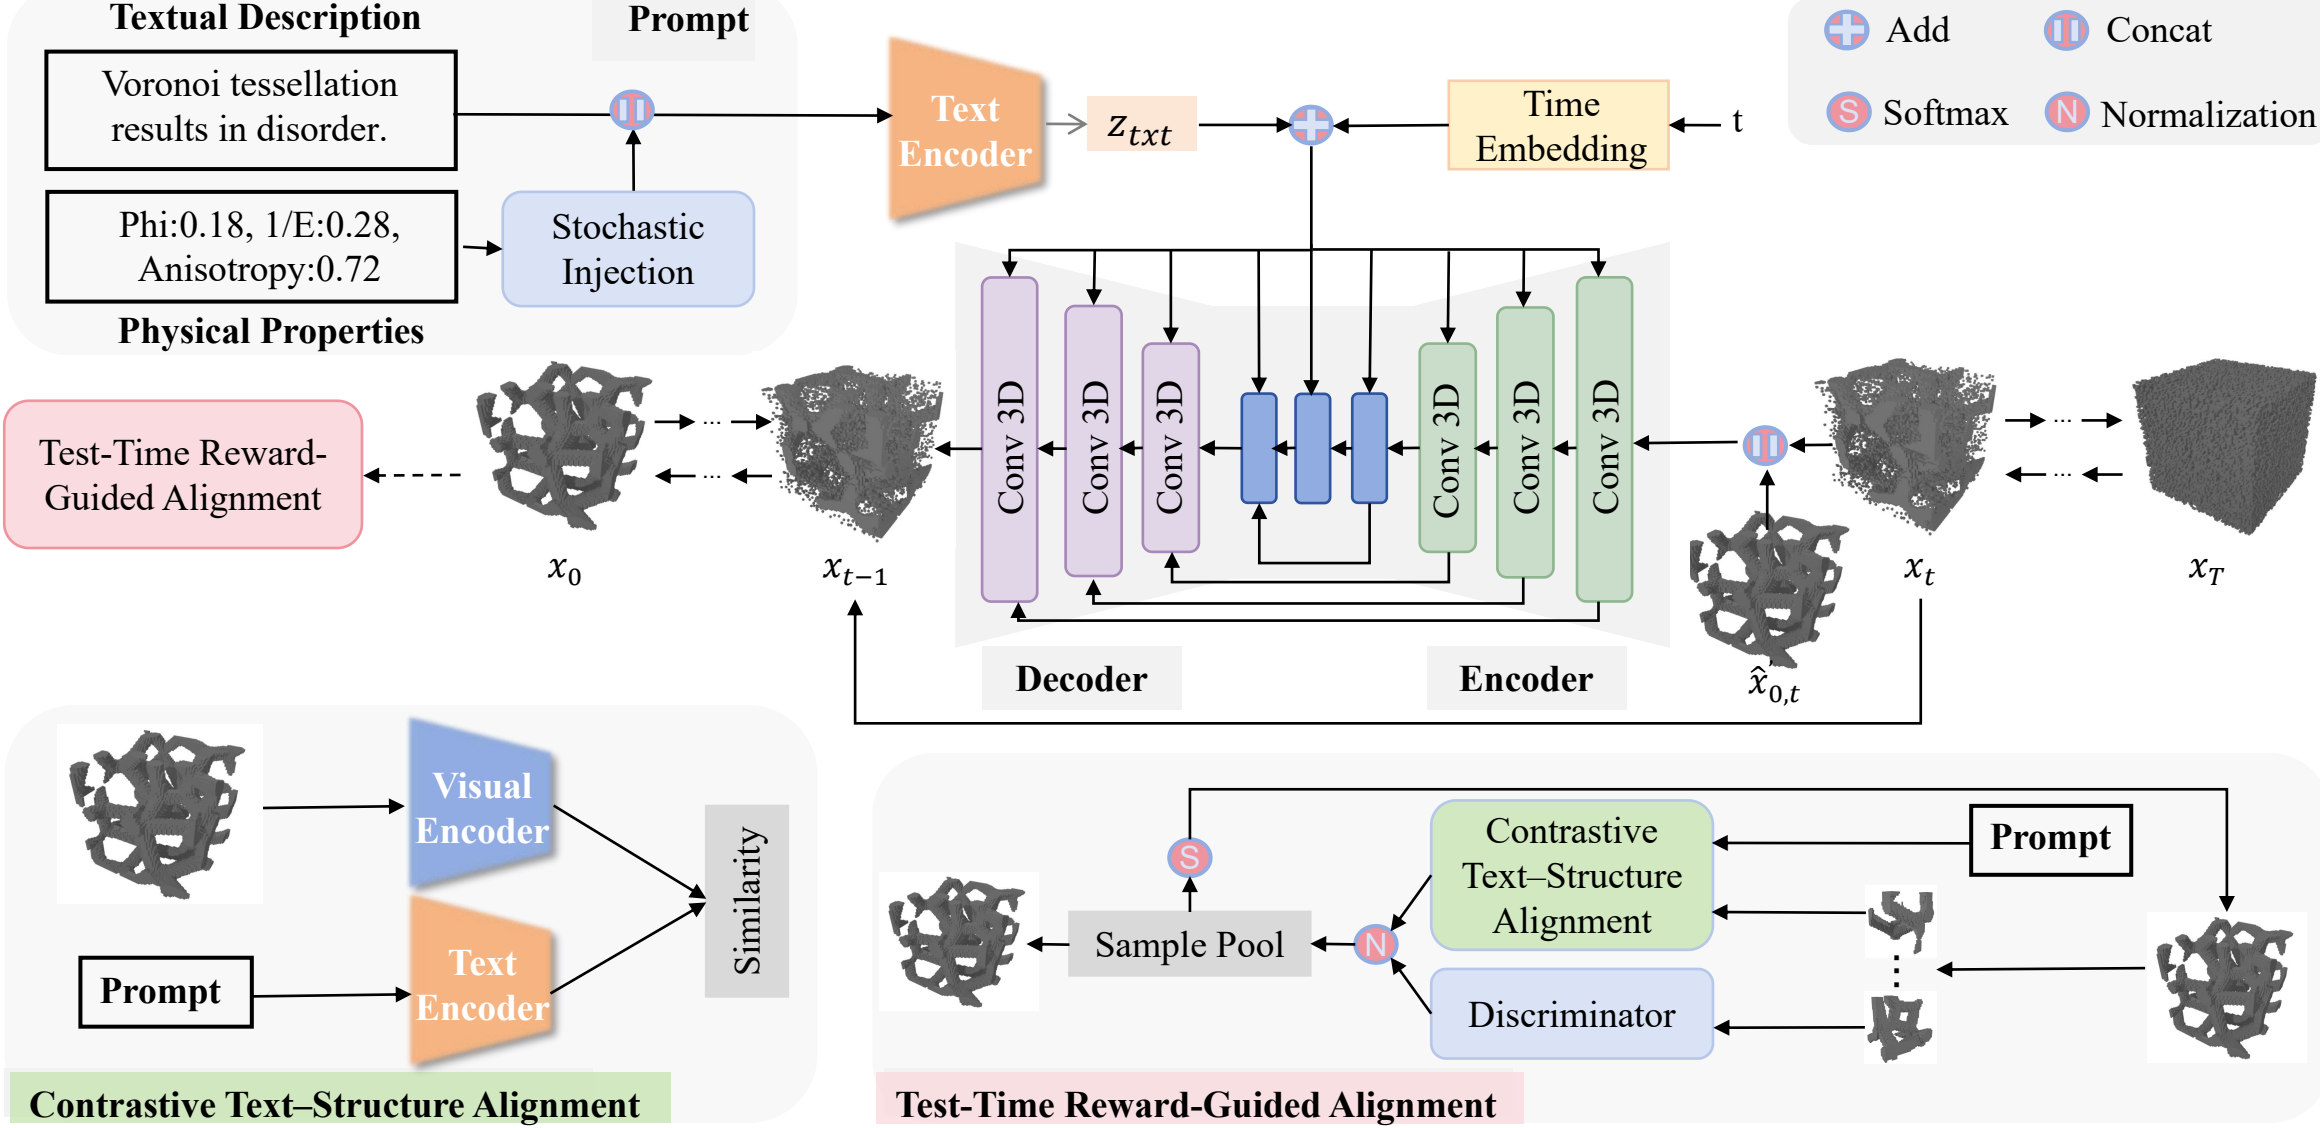 Textual Description
Prompt
Voronoi tessellation
results in disorder.
Phi:0.18, 1/E:0.28,
Anisotropy:0.72
Stochastic
Injection
Physical Properties
Text
Encoder
z_{txt}
Time
Embedding
t
Add
Concat
S
Softmax
N
Normalization
Test-Time Reward-
Guided Alignment
x_0
...
...
x_{t-1}
Conv 3D
Conv 3D
Conv 3D
Conv 3D
Conv 3D
Conv 3D
Decoder
Encoder
x̂'_{0,t}
x_t
...
...
x_T
Visual
Encoder
Prompt
Text
Encoder
Similarity
Contrastive Text–Structure Alignment
S
Sample Pool
N
Contrastive
Text–Structure
Alignment
Discriminator
Prompt
Test-Time Reward-Guided Alignment